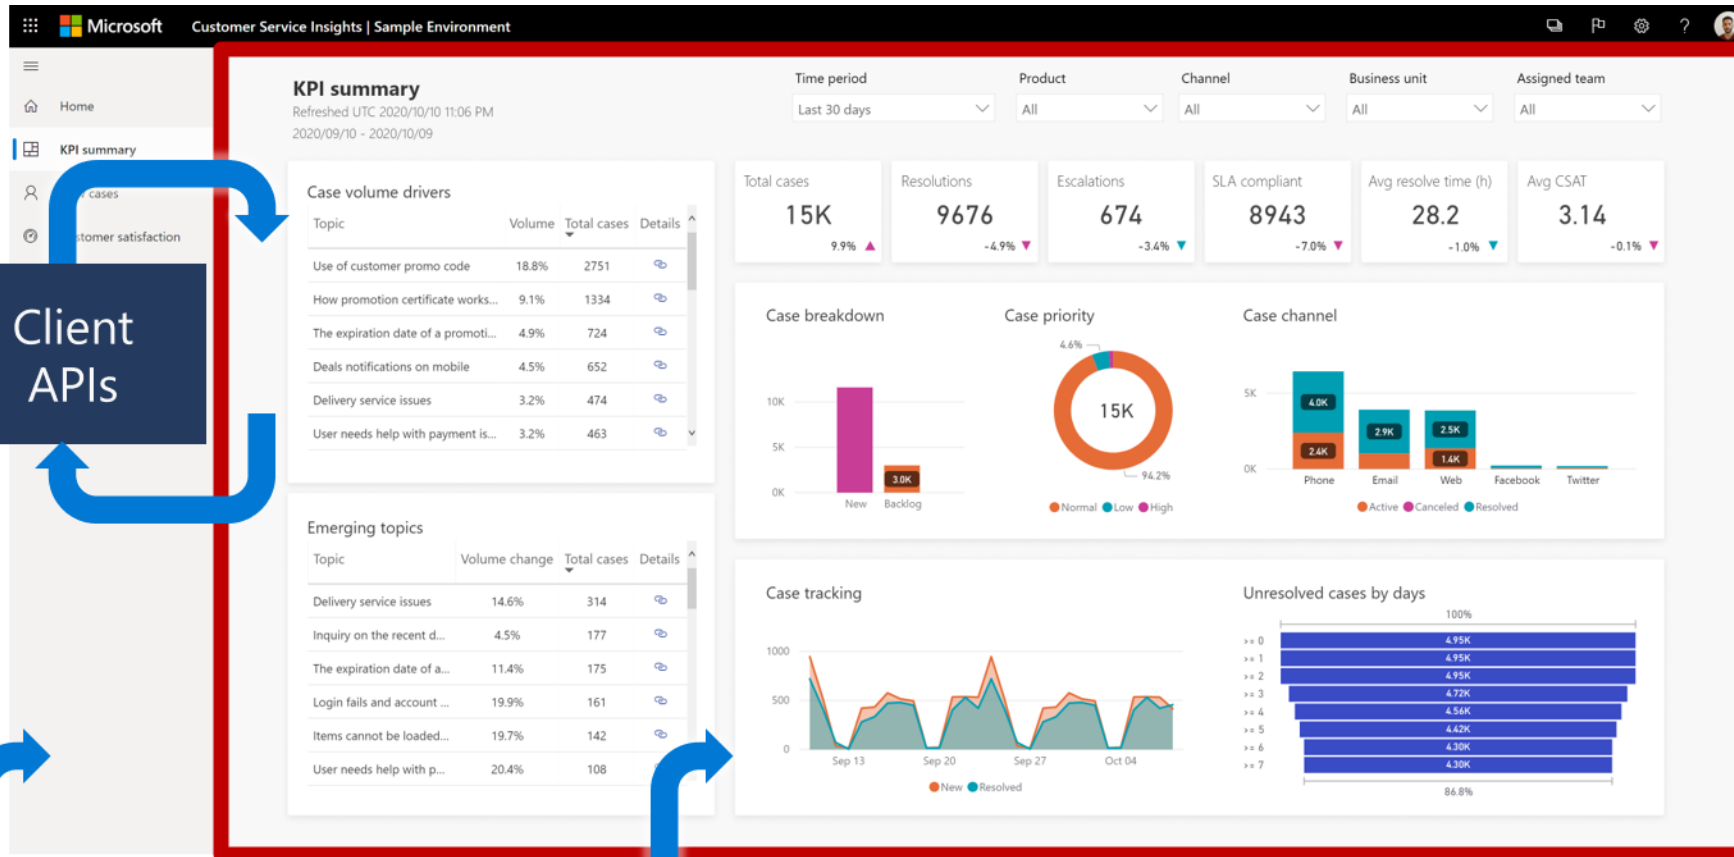 Microsoft Customer Service Insights | Sample Environment
?
Home
KPI summary
cases
stomer satisfaction
Client
APIs
KPI summary
Refreshed UTC 2020/10/10 11:06 PM
2020/09/10 - 2020/10/09
Time period Product Channel Business unit Assigned team
Last 30 days All All All All
Case volume drivers
Topic Volume Total cases Details
Use of customer promo code 18.8% 2751
How promotion certificate works... 9.1% 1334
The expiration date of a promoti... 4.9% 724
Deals notifications on mobile 4.5% 652
Delivery service issues 3.2% 474
User needs help with payment is... 3.2% 463
Emerging topics
Topic Volume change Total cases Details
Delivery service issues 14.6% 314
Inquiry on the recent d... 4.5% 177
The expiration date of a... 11.4% 175
Login fails and account ... 19.9% 161
Items cannot be loaded... 19.7% 142
User needs help with p... 20.4% 108
Total cases Resolutions Escalations SLA compliant Avg resolve time (h) Avg CSAT
15K 9676 674 8943 28.2 3.14
9.9% -4.9% -3.4% -7.0% -1.0% -0.1%
Case breakdown
10K
5K
0K
3.0K
New Backlog
Case priority
4.6%
15K
94.2%
Normal Low High
Case channel
5K
0K
4.0K 2.9K 2.5K
2.4K 1.4K
Phone Email Web Facebook Twitter
Active Canceled Resolved
Case tracking
1000
500
0
Sep 13 Sep 20 Sep 27 Oct 04
New Resolved
Unresolved cases by days
100%
>= 0 4.95K
>= 1 4.95K
>= 2 4.95K
>= 3 4.72K
>= 4 4.56K
>= 5 4.42K
>= 6 4.30K
>= 7 4.30K
86.8%